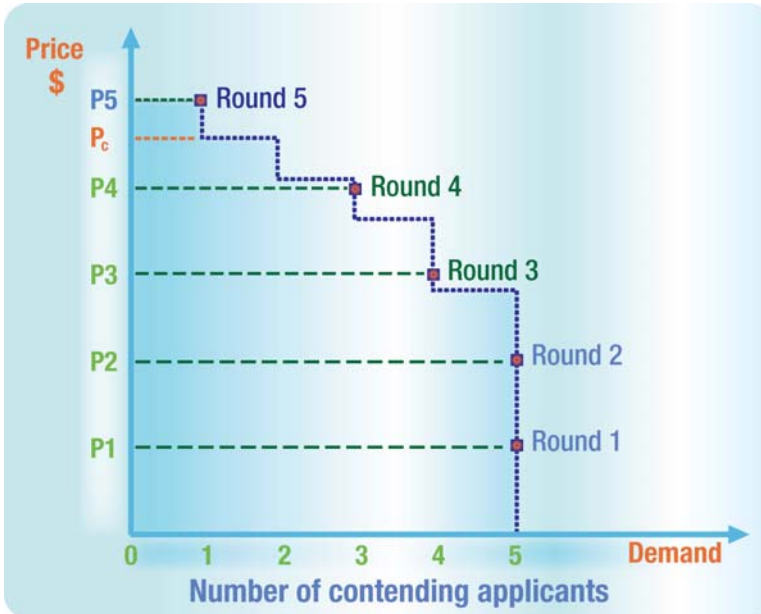 Price
$
P5
Round 5
Pc
P4
Round 4
P3
Round 3
P2
Round 2
P1
Round 1
0 1 2 3 4 5 Demand
Number of contending applicants